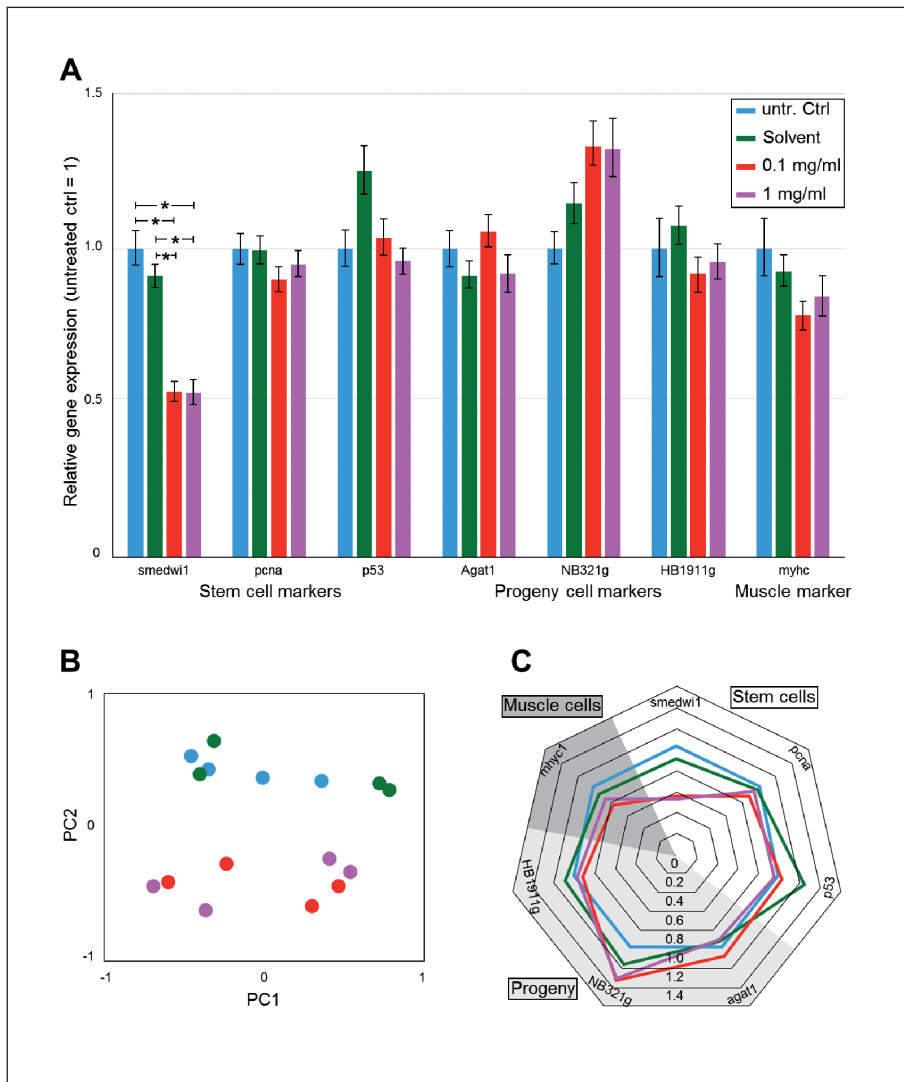 A
1.5
1.0
0.5
0
Relative gene expression (untreated ctrl = 1)
untr. Ctrl
Solvent
0.1 mg/ml
1 mg/ml
*
*
*
*
smedwi1 pcna p53 Agat1 NB321g HB1911g myhc
Stem cell markers Progeny cell markers Muscle marker
B
1
0
-1
PC2
-1 0 1
PC1
C
Muscle cells
Stem cells
smedwi1
mhyc1
pcna
HB1911g
p53
0
0.2
0.4
0.6
0.8
1.0
1.2
1.4
Progeny
NB321g
agat1